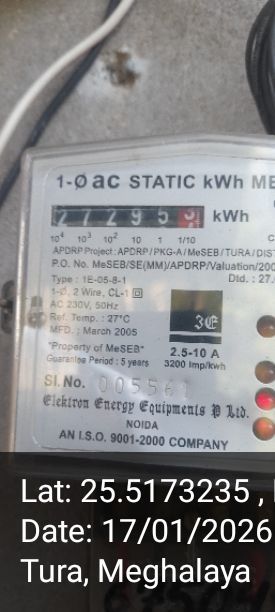 1-Ø ac STATIC kWh ME
272953 kWh
10⁴ 10³ 10² 10 1 1/10
APDRP Project: APDRP/PKG-A/MeSEB/TURA/DIS
P.O. No. MeSEB/SE(MM)/APDRP/Valuation/200
Type : 1E-05-8-1 Dtd. : 27.
1-Ø, 2 Wire, CL-1
AC 230V, 50Hz
Ref. Temp. : 27°C
MFD. : March 2005
JE
"Property of MeSEB" 2.5-10 A
Guarantee Period : 5 years 3200 Imp/kwh
Sl. No. 005561
Elektron Energy Equipments P Ltd.
NOIDA
AN I.S.O. 9001-2000 COMPANY
Lat: 25.5173235 ,
Date: 17/01/2026
Tura, Meghalaya